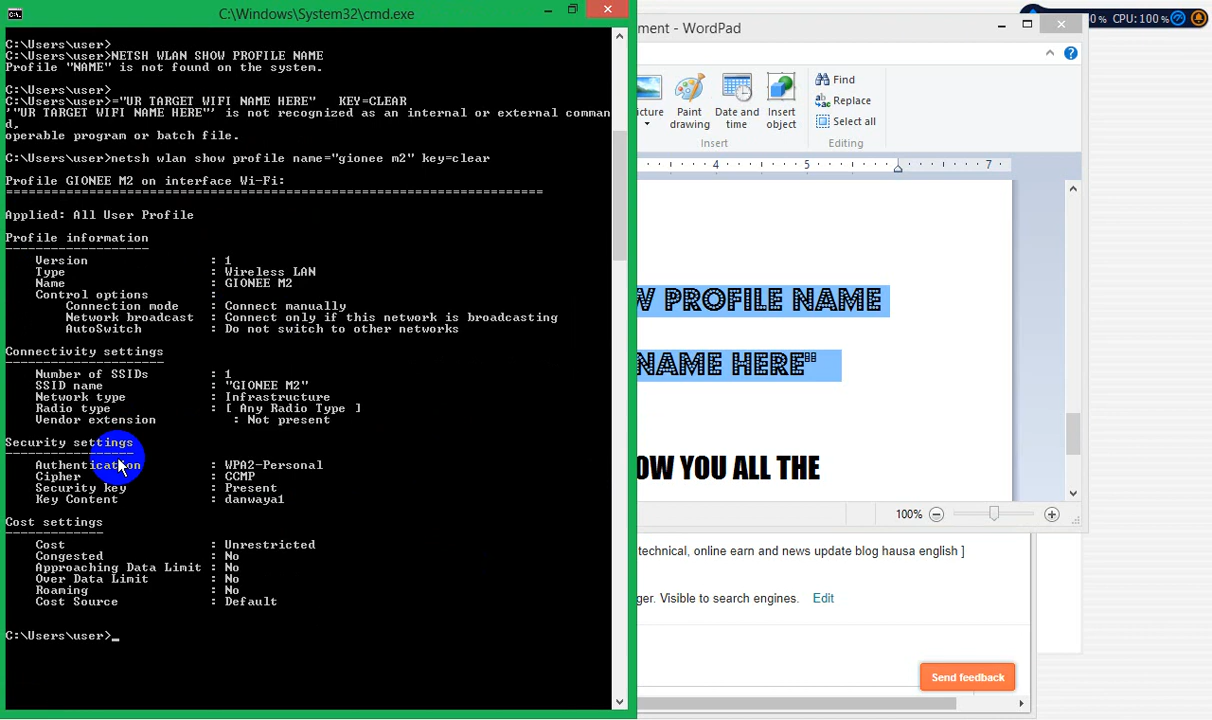 C:\Windows\System32\cmd.exe
C:\Users\user>
C:\Users\user>NETSH WLAN SHOW PROFILE NAME
Profile "NAME" is not found on the system.
C:\Users\user>
C:\Users\user>="UR TARGET WIFI NAME HERE"   KEY=CLEAR
'"UR TARGET WIFI NAME HERE"' is not recognized as an internal or external comman
d,
operable program or batch file.
C:\Users\user>netsh wlan show profile name="gionee m2" key=clear
Profile GIONEE M2 on interface Wi-Fi:
=======================================================================
Applied: All User Profile
Profile information
-------------------
Version : 1
Type : Wireless LAN
Name : GIONEE M2
Control options :
Connection mode : Connect manually
Network broadcast : Connect only if this network is broadcasting
AutoSwitch : Do not switch to other networks
Connectivity settings
---------------------
Number of SSIDs : 1
SSID name : "GIONEE M2"
Network type : Infrastructure
Radio type : [ Any Radio Type ]
Vendor extension : Not present
Security settings
-----------------
Authentication : WPA2-Personal
Cipher : CCMP
Security key : Present
Key Content : danwaya1
Cost settings
-------------
Cost : Unrestricted
Congested : No
Approaching Data Limit : No
Over Data Limit : No
Roaming : No
Cost Source : Default
C:\Users\user>_
ment - WordPad
0 % CPU: 100 %
icture
Paint
drawing
Date and
time
Insert
object
Insert
Find
Replace
Select all
Editing
4 5 6 7
W PROFILE NAME
NAME HERE"
OW YOU ALL THE
100%
technical, online earn and news update blog hausa english ]
ger. Visible to search engines. Edit
Send feedback